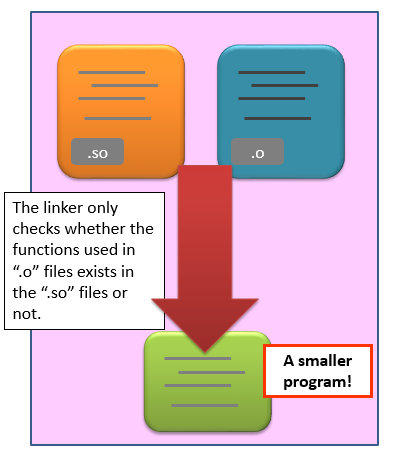 .so
.o
The linker only
checks whether the
functions used in
“.o” files exists in
the “.so” files or
not.
A smaller
program!